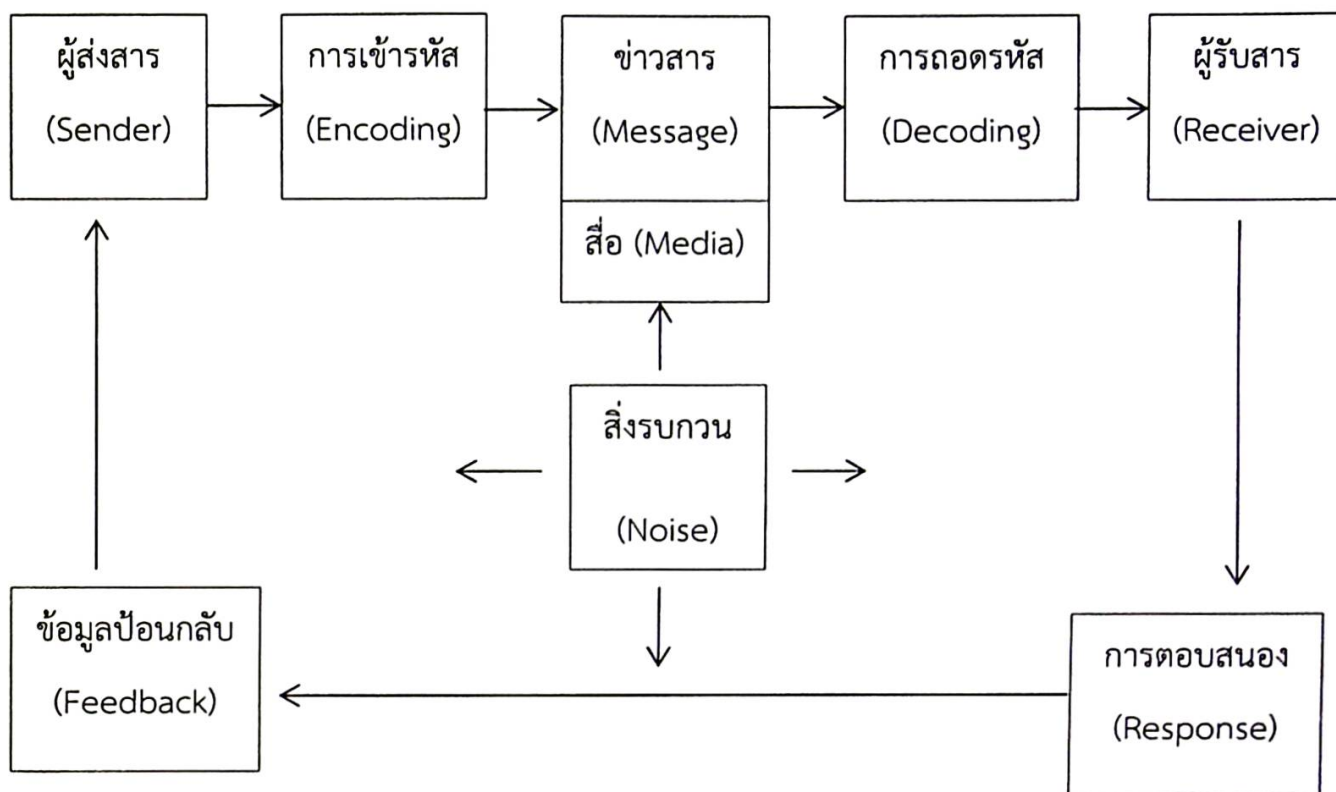 ผู้ส่งสาร
(Sender)
การเข้ารหัส
(Encoding)
ข่าวสาร
(Message)
สื่อ (Media)
การถอดรหัส
(Decoding)
ผู้รับสาร
(Receiver)
สิ่งรบกวน
(Noise)
ข้อมูลป้อนกลับ
(Feedback)
การตอบสนอง
(Response)